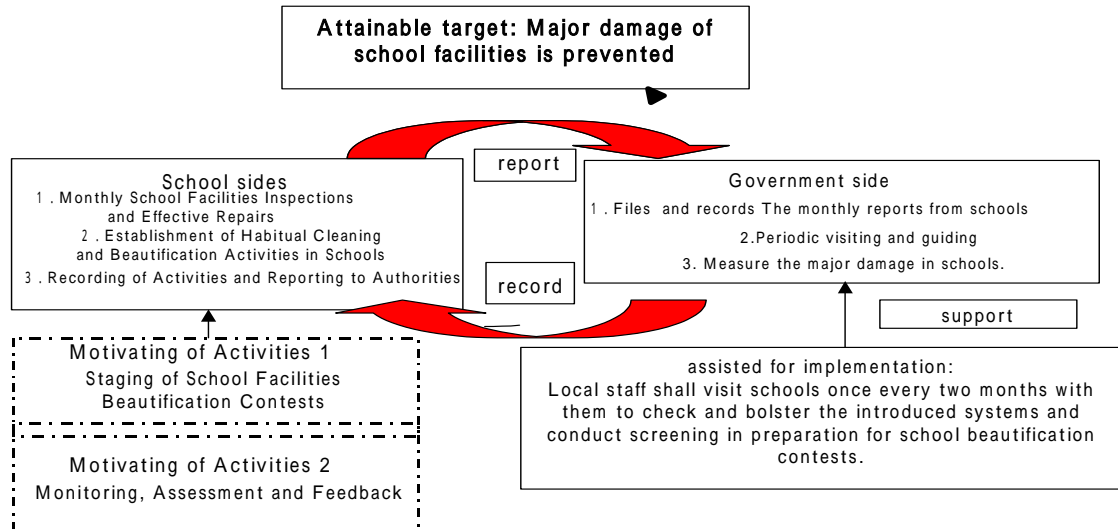 Attainable target: Major damage of
school facilities is prevented
report
School sides
1 . Monthly School Facilities Inspections
and Effective Repairs
2 . Establishment of Habitual Cleaning
and Beautification Activities in Schools
3 . Recording of Activities and Reporting to Authorities
Government side
1 . Files and records The monthly reports from schools
2.Periodic visiting and guiding
3. Measure the major damage in schools.
record
support
Motivating of Activities 1
Staging of School Facilities
Beautification Contests
Motivating of Activities 2
Monitoring, Assessment and Feedback
assisted for implementation:
Local staff shall visit schools once every two months with
them to check and bolster the introduced systems and
conduct screening in preparation for school beautification
contests.